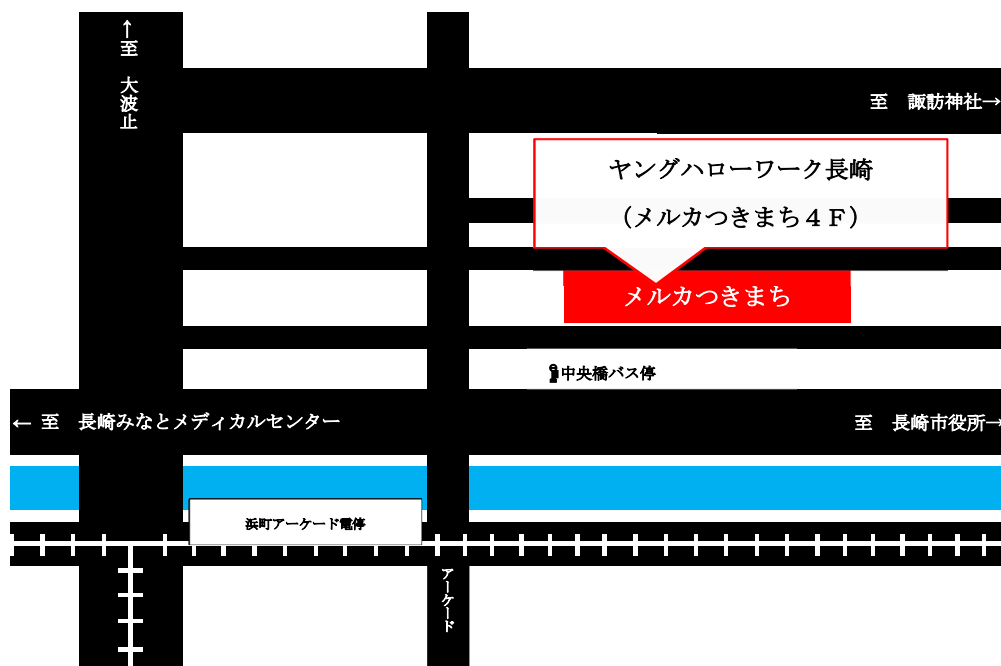 ↑至　大波止
至　諏訪神社→
ヤングハローワーク長崎
（メルカつきまち４Ｆ）
メルカつきまち
中央橋バス停
← 至　長崎みなとメディカルセンター
至　長崎市役所→
浜町アーケード電停
アーケード